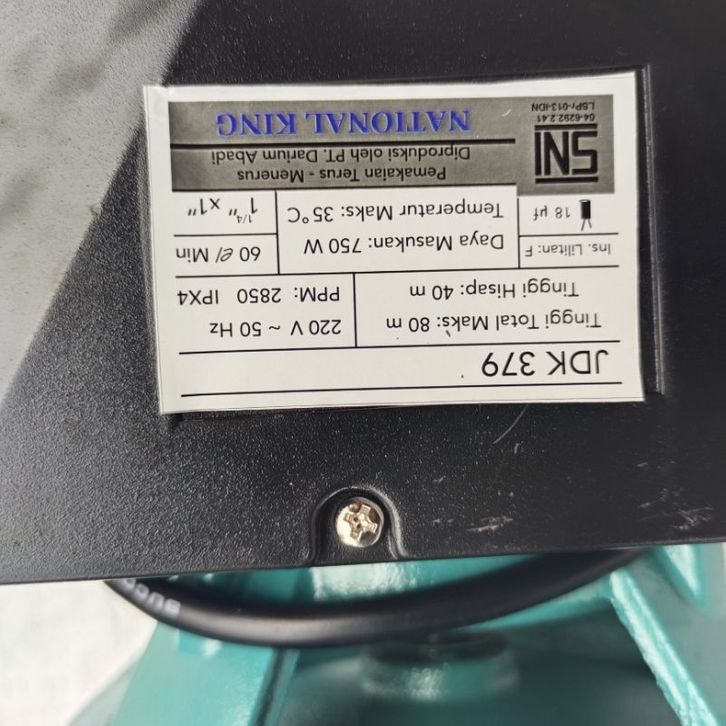 JDK 379
Tinggi Total Maks: 80 m
Tinggi Hisap: 40 m
220 V ~ 50 Hz
PPM: 2850 IPX4
Ins. Lilitan: F
18 µf
Daya Masukan: 750 W
Temperatur Maks: 35°C
60 ℓ/ Min
1 1/4" x1"
SNI
04-6292.2.41
LSPr-013-IDN
Pemakaian Terus - Menerus
Diproduksi oleh PT. Darium Abadi
NATIONAL KING